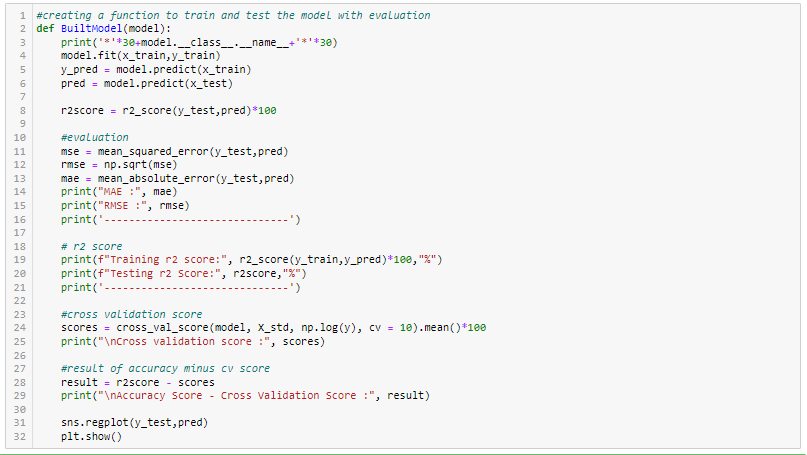 1 #creating a function to train and test the model with evaluation
2 def BuiltModel(model):
3     print('*'*30+model.__class__.__name__+'*'*30)
4     model.fit(x_train,y_train)
5     y_pred = model.predict(x_train)
6     pred = model.predict(x_test)
7
8     r2score = r2_score(y_test,pred)*100
9
10     #evaluation
11     mse = mean_squared_error(y_test,pred)
12     rmse = np.sqrt(mse)
13     mae = mean_absolute_error(y_test,pred)
14     print("MAE :", mae)
15     print("RMSE :", rmse)
16     print('------------------------------')
17
18     # r2 score
19     print(f"Training r2 score:", r2_score(y_train,y_pred)*100,"%")
20     print(f"Testing r2 Score:", r2score,"%")
21     print('------------------------------')
22
23     #cross validation score
24     scores = cross_val_score(model, X_std, np.log(y), cv = 10).mean()*100
25     print("\nCross validation score :", scores)
26
27     #result of accuracy minus cv score
28     result = r2score - scores
29     print("\nAccuracy Score - Cross Validation Score :", result)
30
31     sns.regplot(y_test,pred)
32     plt.show()